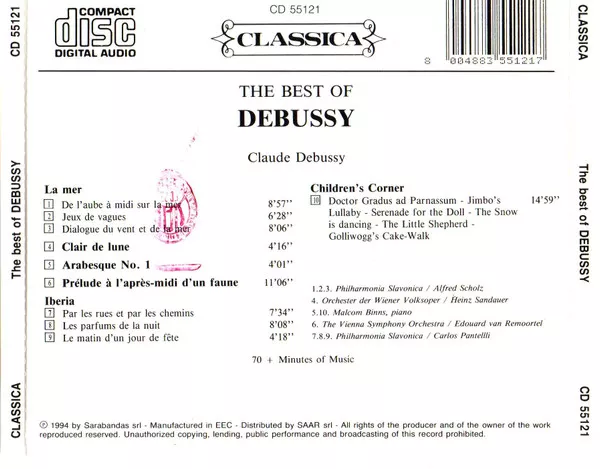 CD 55121
The best of DEBUSSY
CLASSICA
COMPACT
disc
DIGITAL AUDIO
CD 55121
CLASSICA
8 004883 551217
THE BEST OF
DEBUSSY
Claude Debussy
La mer
1 De l'aube à midi sur la mer 8'57"
2 Jeux de vagues 6'28"
3 Dialogue du vent et de la mer 8'06"
4 Clair de lune 4'16"
5 Arabesque No. 1 4'01"
6 Prélude à l'après-midi d'un faune 11'06"
Iberia
7 Par les rues et par les chemins 7'34"
8 Les parfums de la nuit 8'08"
9 Le matin d'un jour de fête 4'18"
Children's Corner
10 Doctor Gradus ad Parnassum - Jimbo's 14'59"
Lullaby - Serenade for the Doll - The Snow
is dancing - The Little Shepherd -
Golliwogg's Cake-Walk
1.2.3. Philharmonia Slavonica / Alfred Scholz
4. Orchester der Wiener Volksoper / Heinz Sandauer
5.10. Malcom Binns, piano
6. The Vienna Symphony Orchestra / Edouard van Remoortel
7.8.9. Philharmonia Slavonica / Carlos Pantellli
70 + Minutes of Music
Ⓟ 1994 by Sarabandas srl - Manufactured in EEC - Distributed by SAAR srl - All rights of the producer and of the owner of the work
reproduced reserved. Unauthorized copying, lending, public performance and broadcasting of this record prohibited.
CLASSICA
The best of DEBUSSY
CD 55121